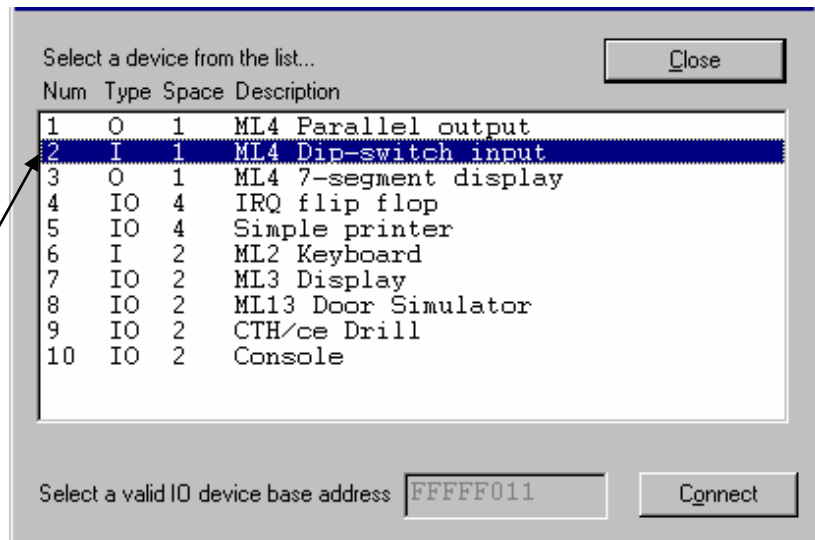 Select a device from the list...
Close
Num Type Space Description
1 O 1 ML4 Parallel output
2 I 1 ML4 Dip-switch input
3 O 1 ML4 7-segment display
4 IO 4 IRQ flip flop
5 IO 4 Simple printer
6 I 2 ML2 Keyboard
7 IO 2 ML3 Display
8 IO 2 ML13 Door Simulator
9 IO 2 CTH/ce Drill
10 IO 2 Console
Select a valid IO device base address FFFFF011 Connect